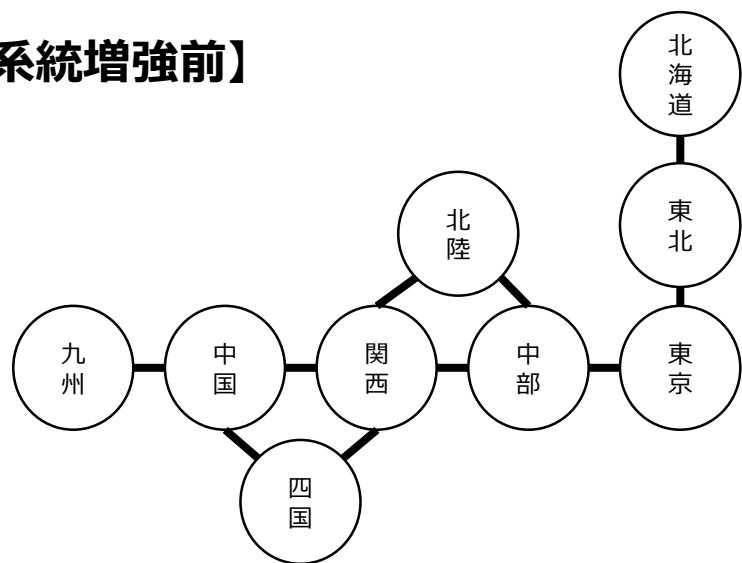 系統増強前】
北海道
東北
北陸
九州
中国
関西
中部
東京
四国